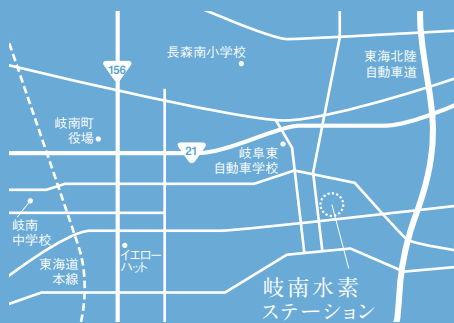 長森南小学校
東海北陸
自動車道
156
岐南町
役場
21
岐阜東
自動車学校
岐南
中学校
東海道
本線
イエロー
ハット
岐南水素
ステーション